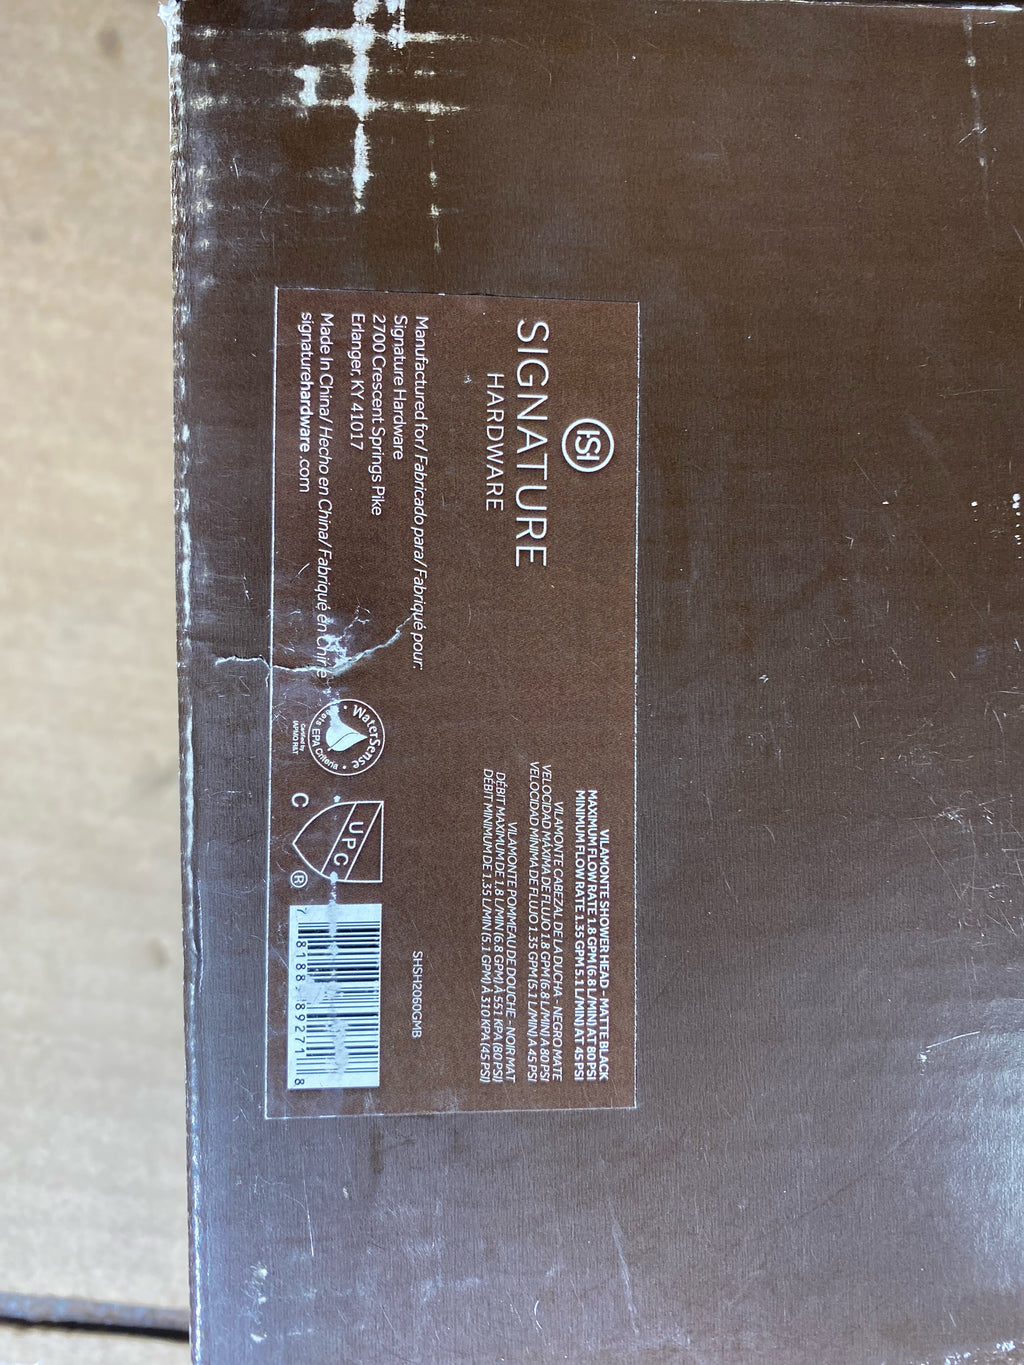 SIGNATURE
HARDWARE
Manufactured for/ Fabricado para/ Fabriqué pour:
Signature Hardware
2700 Crescent Springs Pike
Erlanger, KY 41017
Made In China/ Hecho en China/ Fabriqué en Chine
signaturehardware.com
VILAMONTE SHOWER HEAD - MATTE BLACK
MAXIMUM FLOW RATE 1.8 GPM (6.8 L/MIN) AT 80 PSI
MINIMUM FLOW RATE 1.35 GPM 5.1 L/MIN) AT 45 PSI
VILAMONTE CABEZAL DE LA DUCHA - NEGRO MATE
VELOCIDAD MÁXIMA DE FLUJO 1.8 GPM (6.8 L/MIN) A 80 PSI
VELOCIDAD MÍNIMA DE FLUJO 1.35 GPM (5.1 L/MIN) A 45 PSI
VILAMONTE POMMEAU DE DOUCHE - NOIR MAT
DÉBIT MAXIMUM DE 1.8 L/MIN (6.8 GPM) À 551 KPA (80 PSI)
DÉBIT MINIMUM DE 1.35 L/MIN (5.1 GPM) À 310 KPA (45 PSI)
SHSH2060GMB
WaterSense
EPA Criteria
Certified by
IAPMO R&T
UPC
C ®
7 8188 89271 8